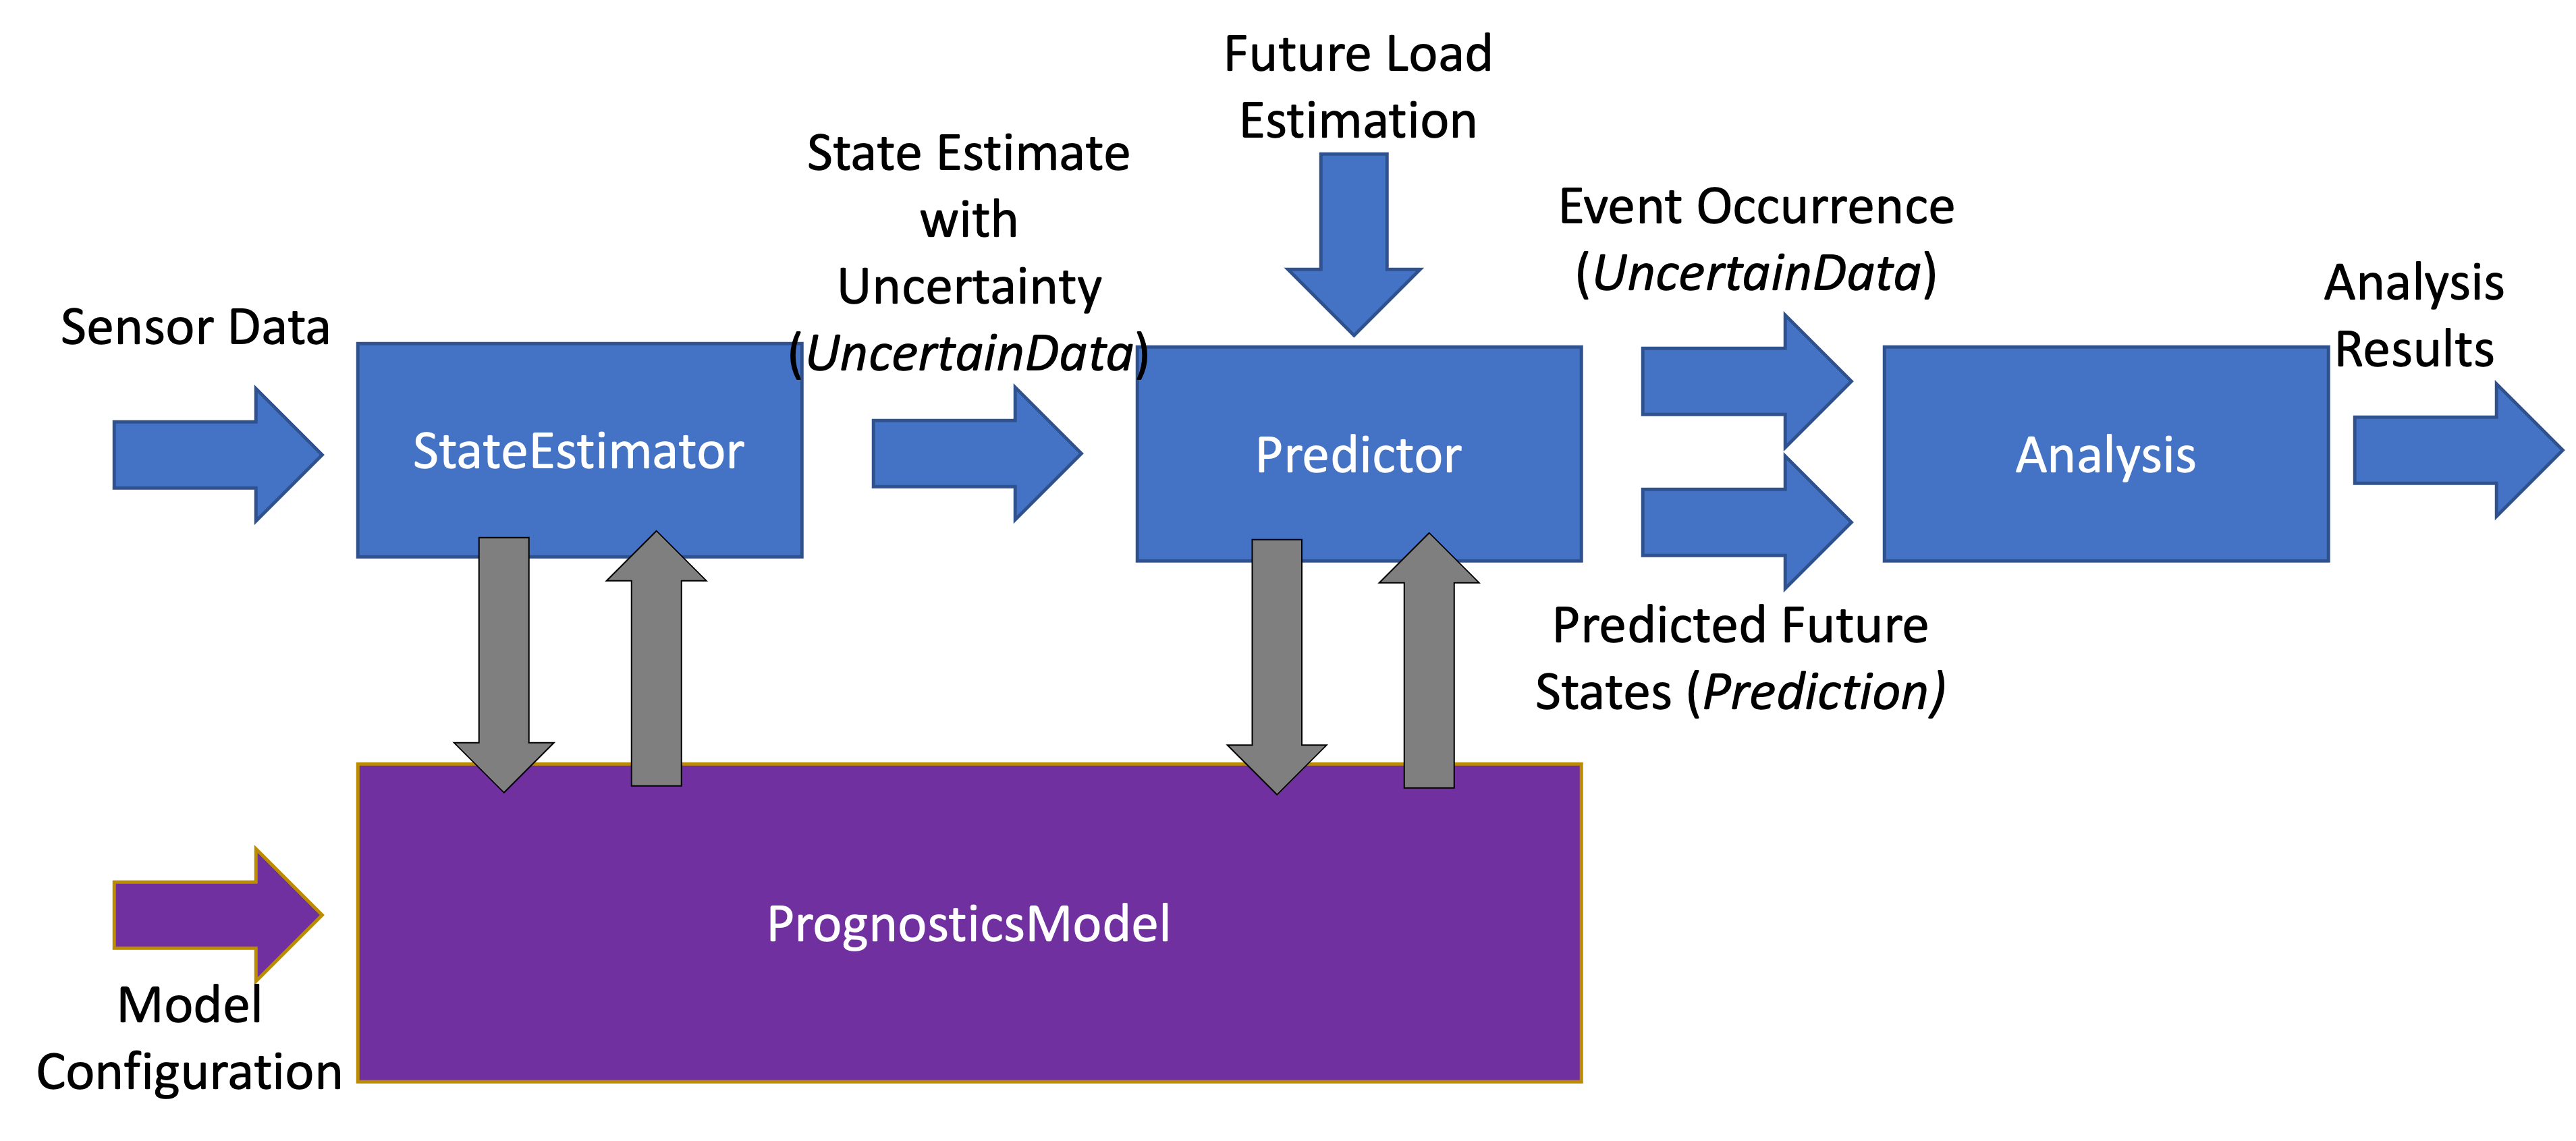 Future Load
Estimation
State Estimate
with
Uncertainty
(UncertainData)
Event Occurrence
(UncertainData)
Analysis
Results
Sensor Data
StateEstimator
Predictor
Analysis
Predicted Future
States (Prediction)
PrognosticsModel
Model
Configuration